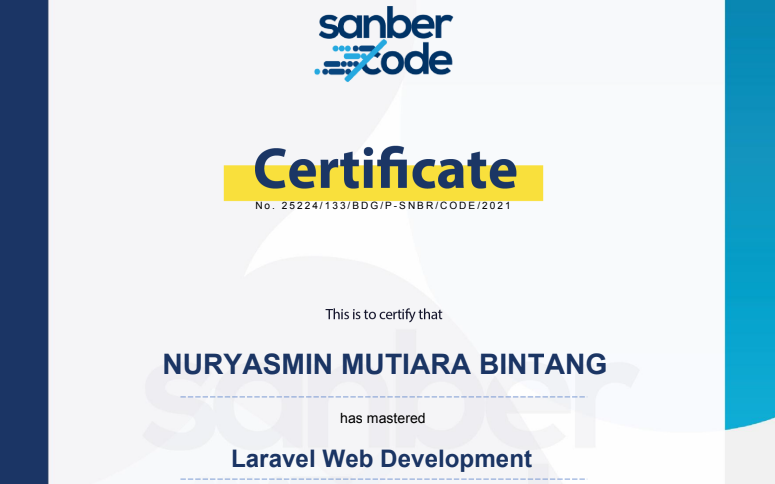 sanber
code
Certificate
No. 25224/133/BDG/P-SNBR/CODE/2021
This is to certify that
NURYASMIN MUTIARA BINTANG
has mastered
sanber
Laravel Web Development